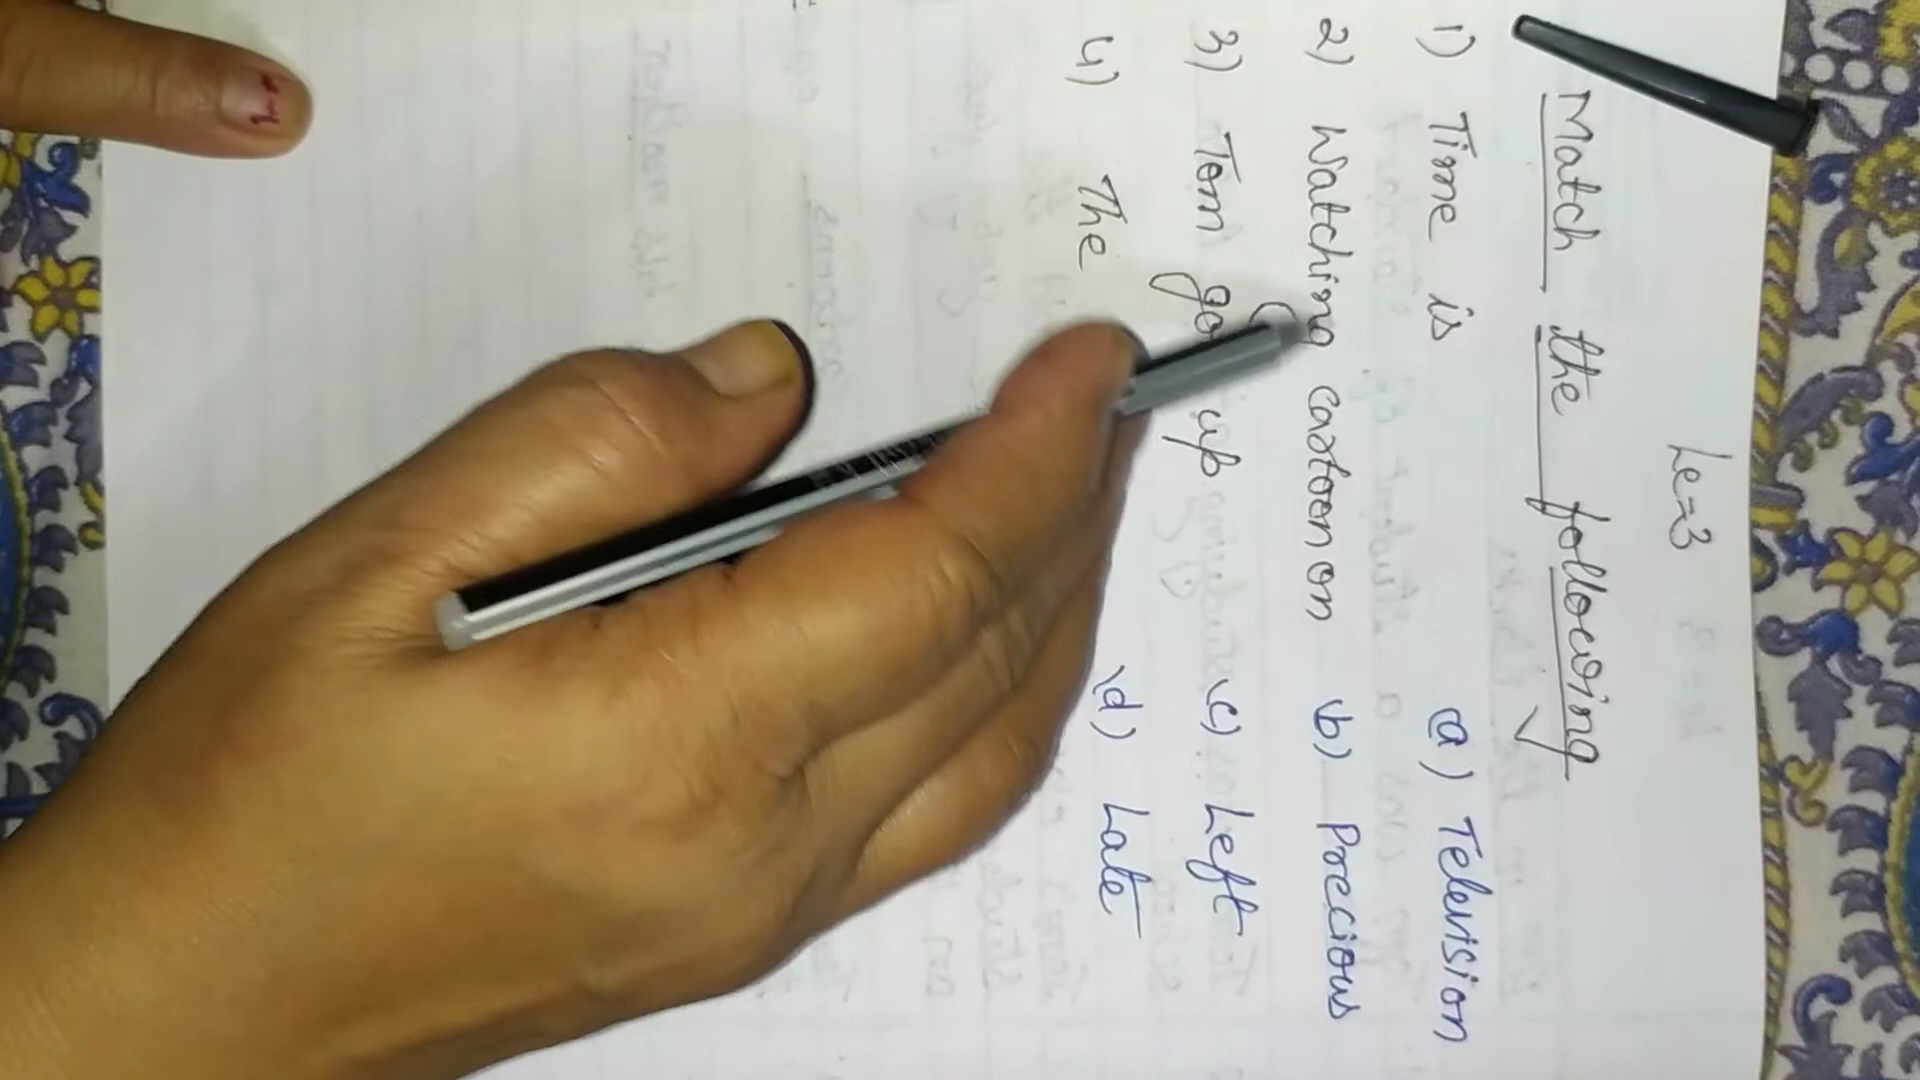 Le-3
Match the following
1) Time is (a) Television
2) Watching cartoon on (b) Precious
3) Tom got up (c) Left
4) The (d) Late